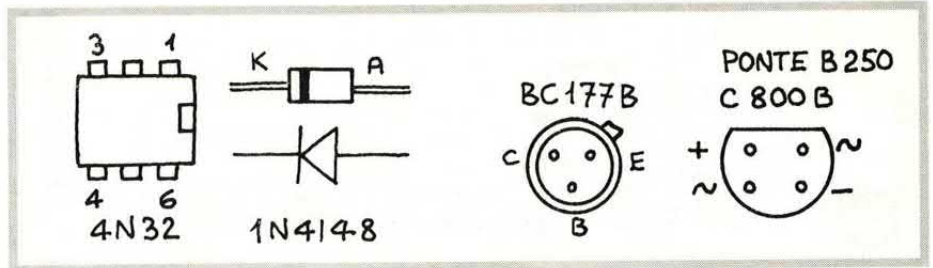 3 1
4 6
4N32
K A
1N4148
BC177B
C E
B
PONTE B250
C 800 B
+ ~
~ −